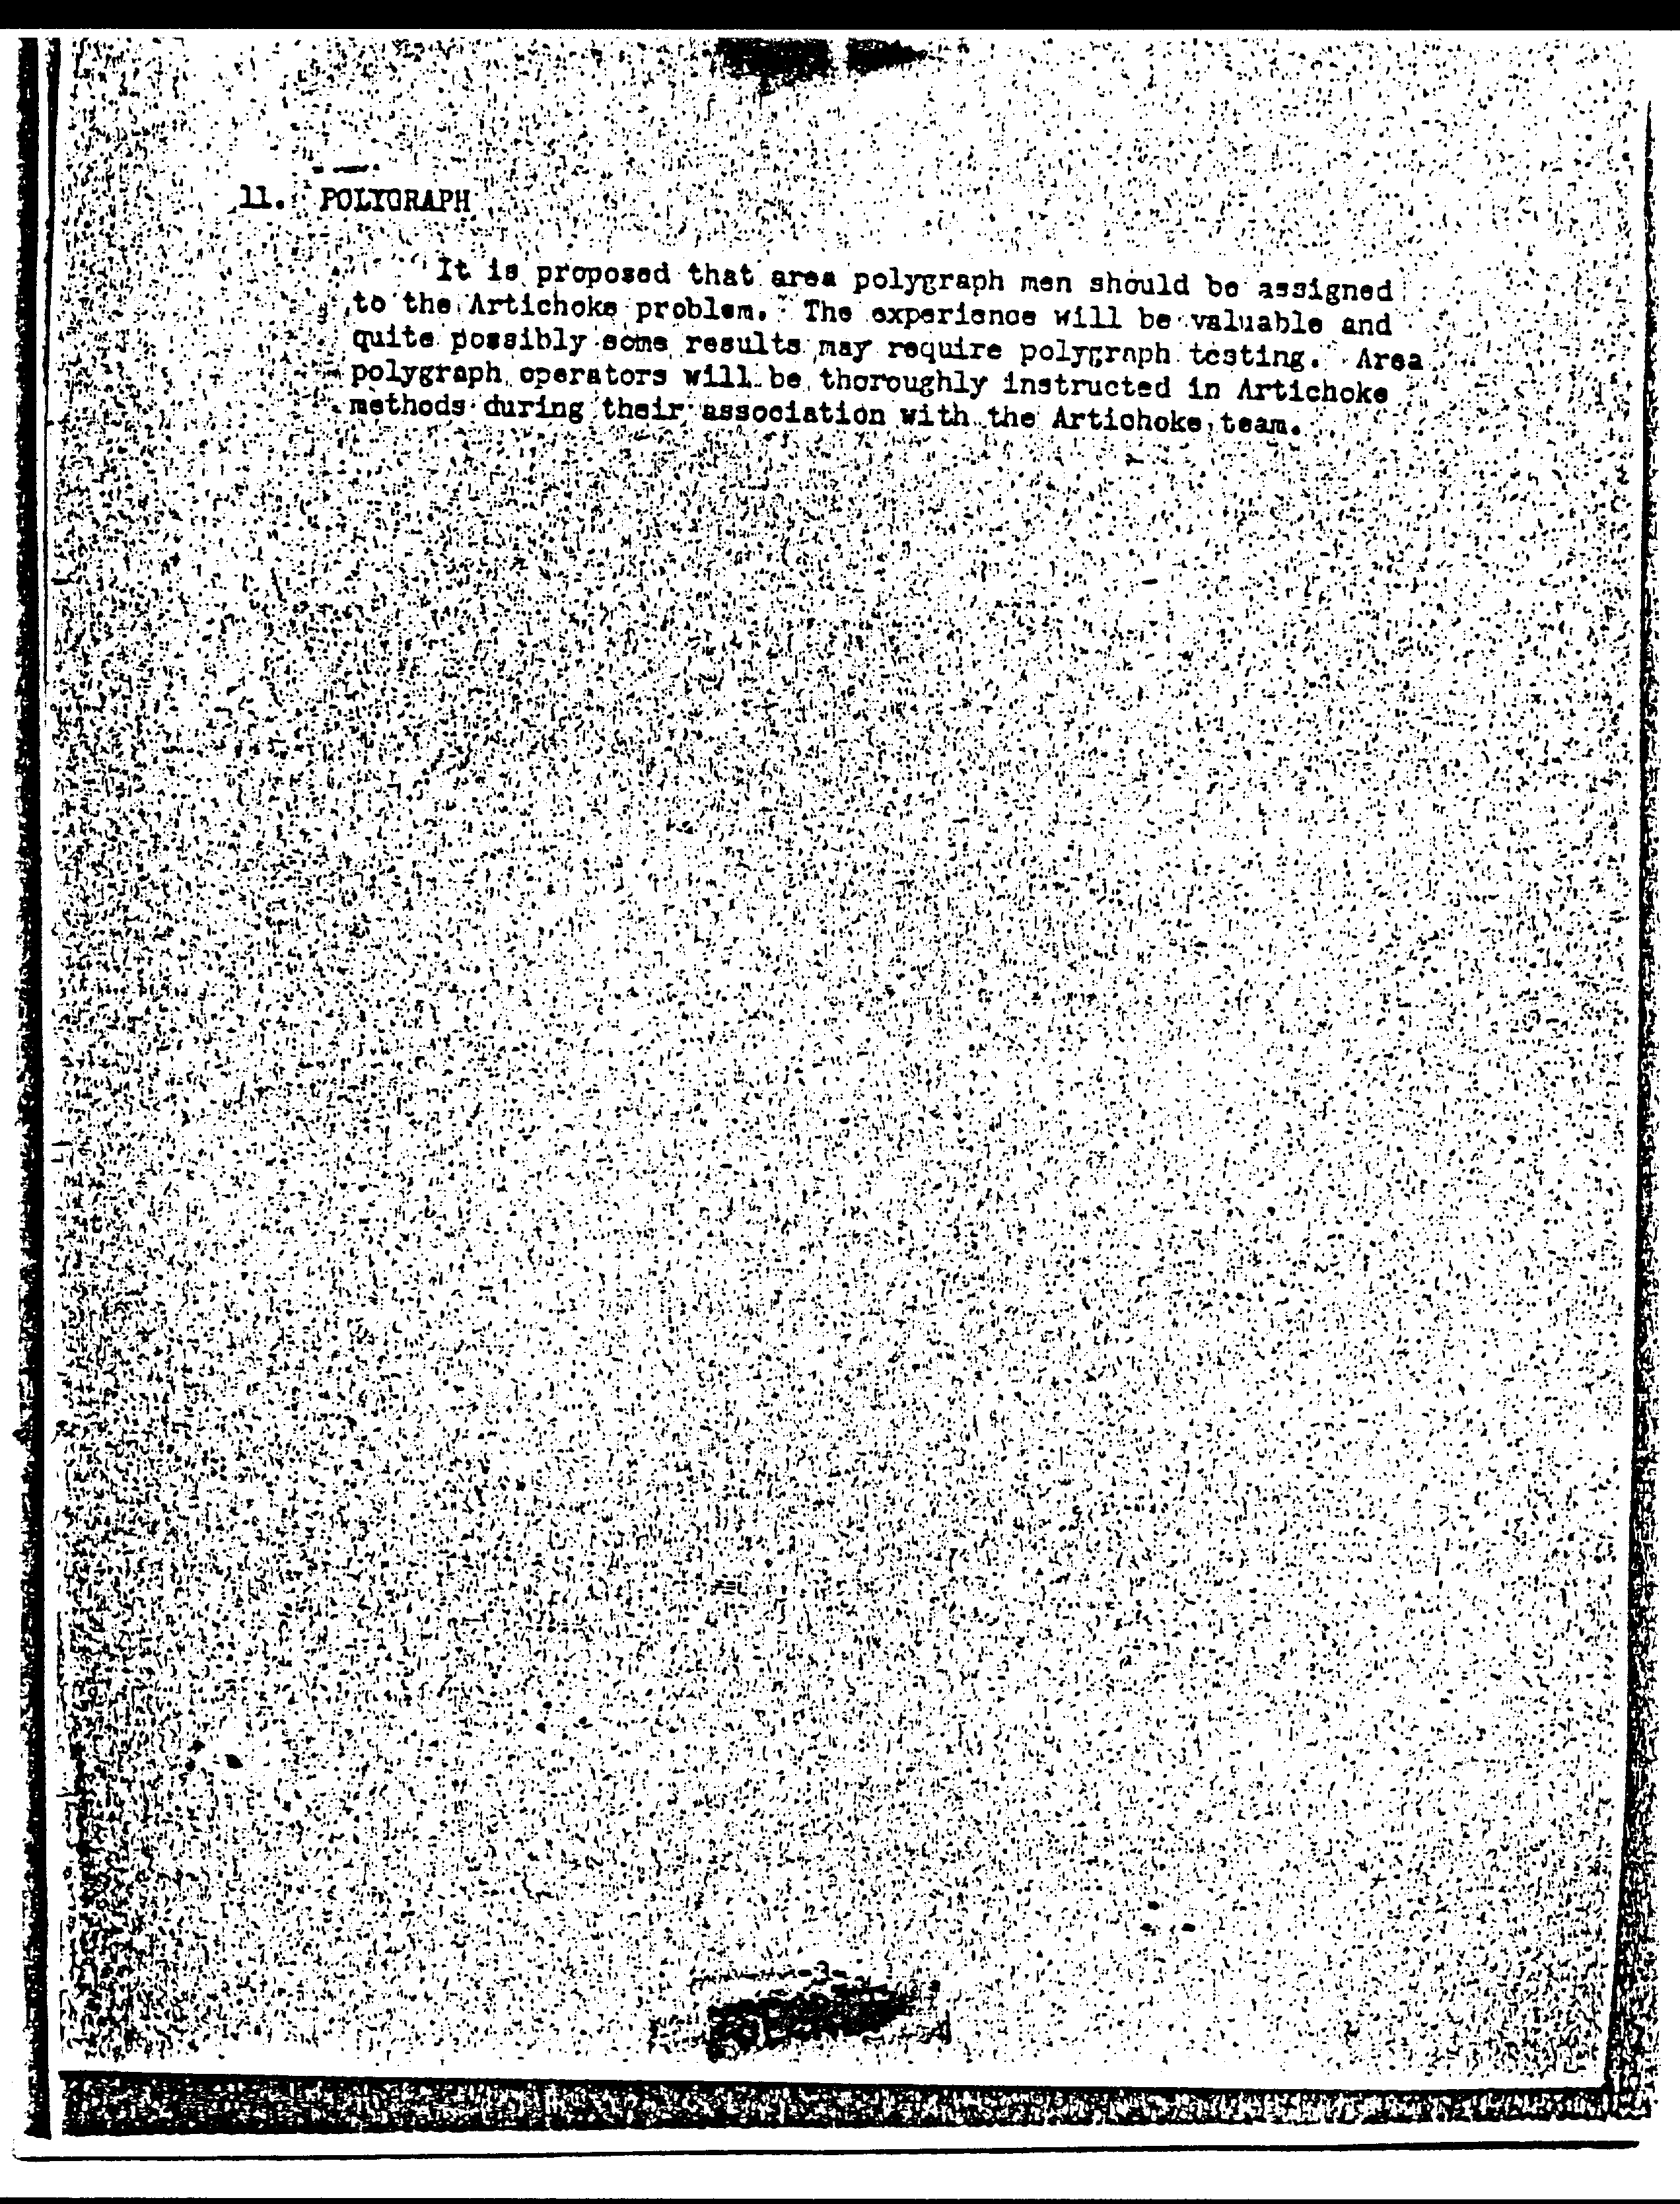 11. POLYGRAPH
It is proposed that area polygraph men should be assigned
to the Artichoke problem. The experience will be valuable and
quite possibly some results may require polygraph testing. Area
polygraph operators will be thoroughly instructed in Artichoke
methods during their association with the Artichoke team.
-3-